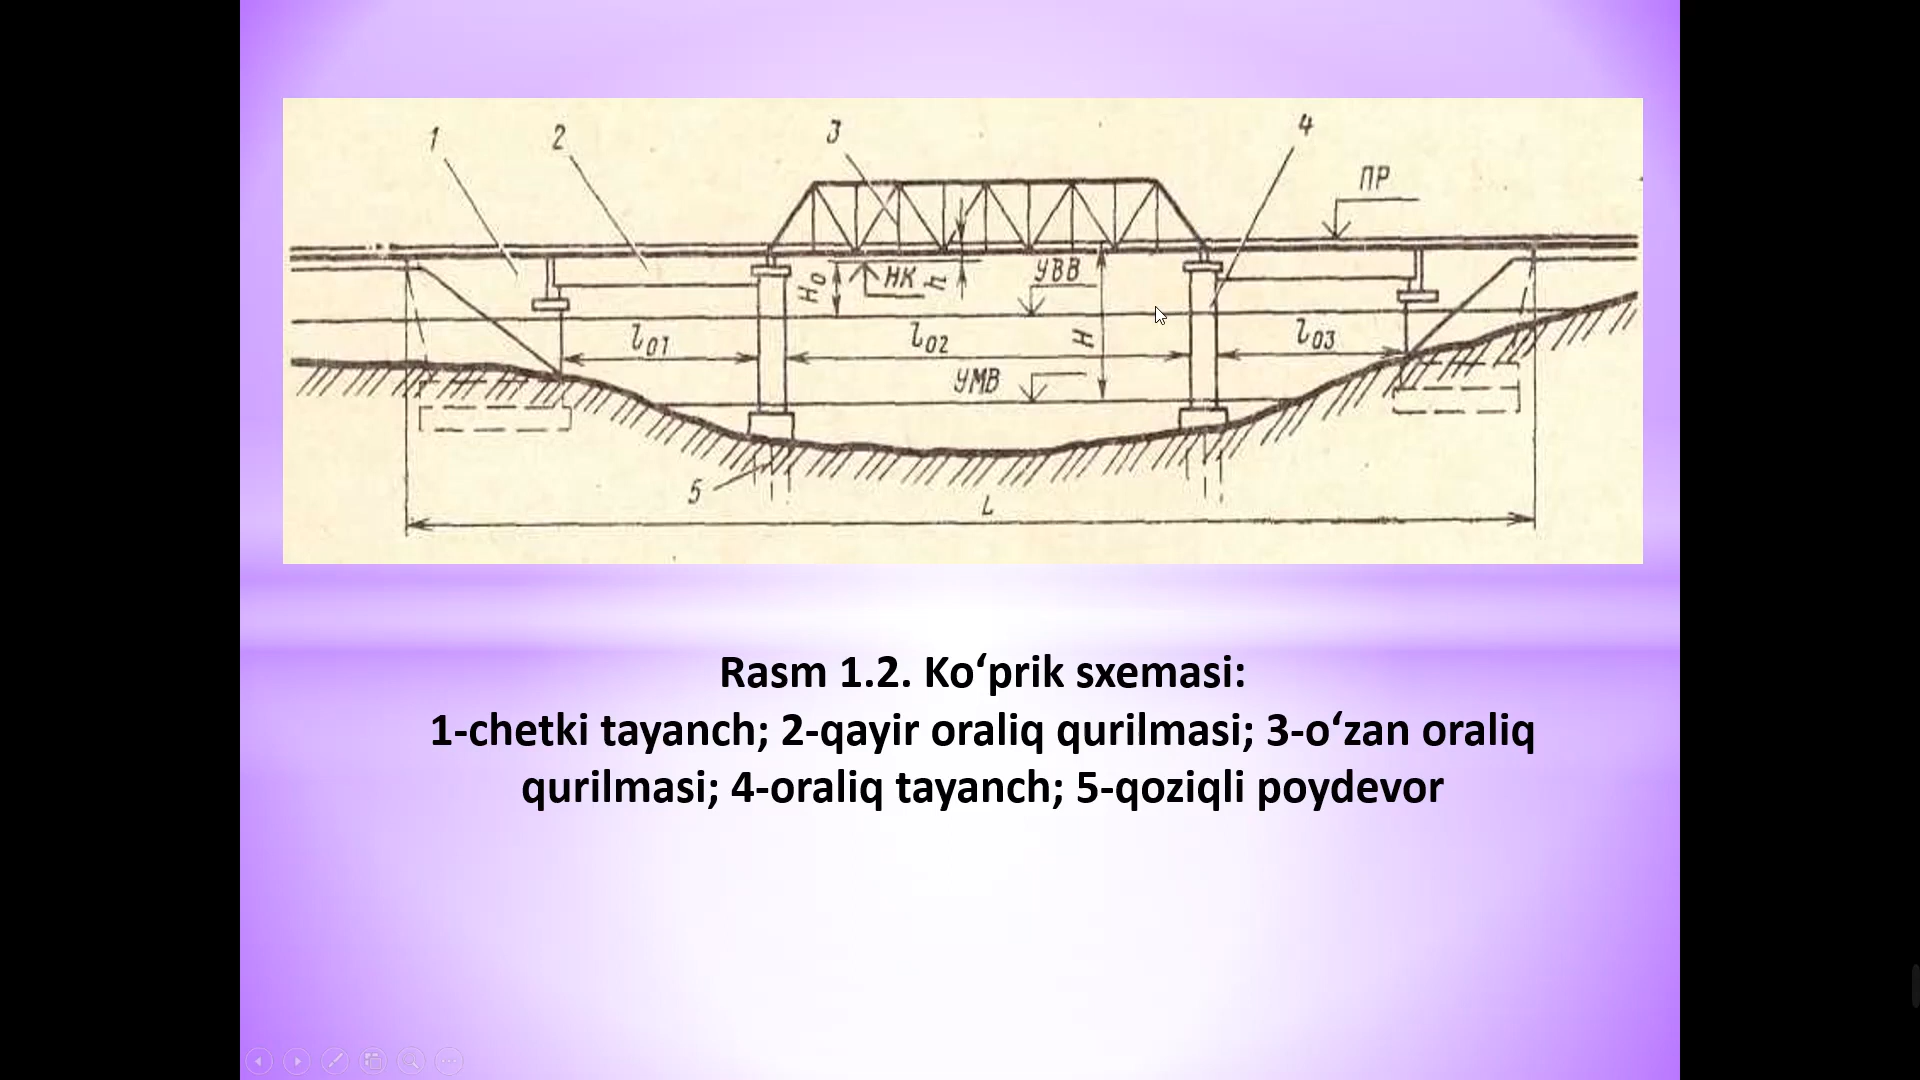 1 2 3 4
ПР
H₀ НК h УВВ
l₀₁ l₀₂ H l₀₃
УМВ
5
L
Rasm 1.2. Ko‘prik sxemasi:
1-chetki tayanch; 2-qayir oraliq qurilmasi; 3-o‘zan oraliq
qurilmasi; 4-oraliq tayanch; 5-qoziqli poydevor